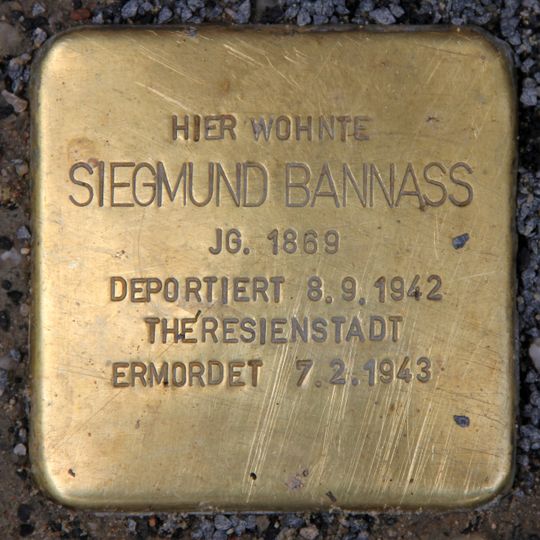 HIER WOHNTE
SIEGMUND BANNASS
JG. 1869
DEPORTIERT 8.9.1942
THERESIENSTADT
ERMORDET 7.2.1943